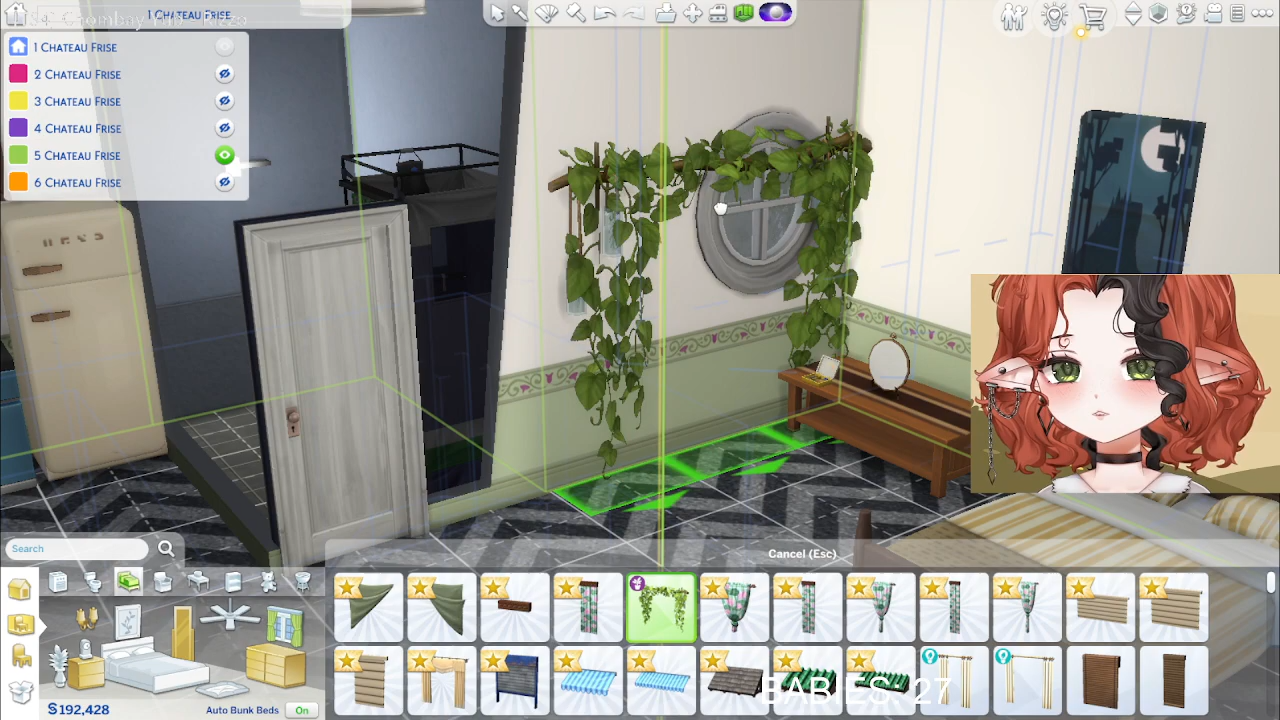 1 CHATEAU FRISE
1 CHATEAU FRISE
2 CHATEAU FRISE
3 CHATEAU FRISE
4 CHATEAU FRISE
5 CHATEAU FRISE
6 CHATEAU FRISE
Cancel (Esc)
Search
BABIES: 27
$192,428
Auto Bunk Beds
On